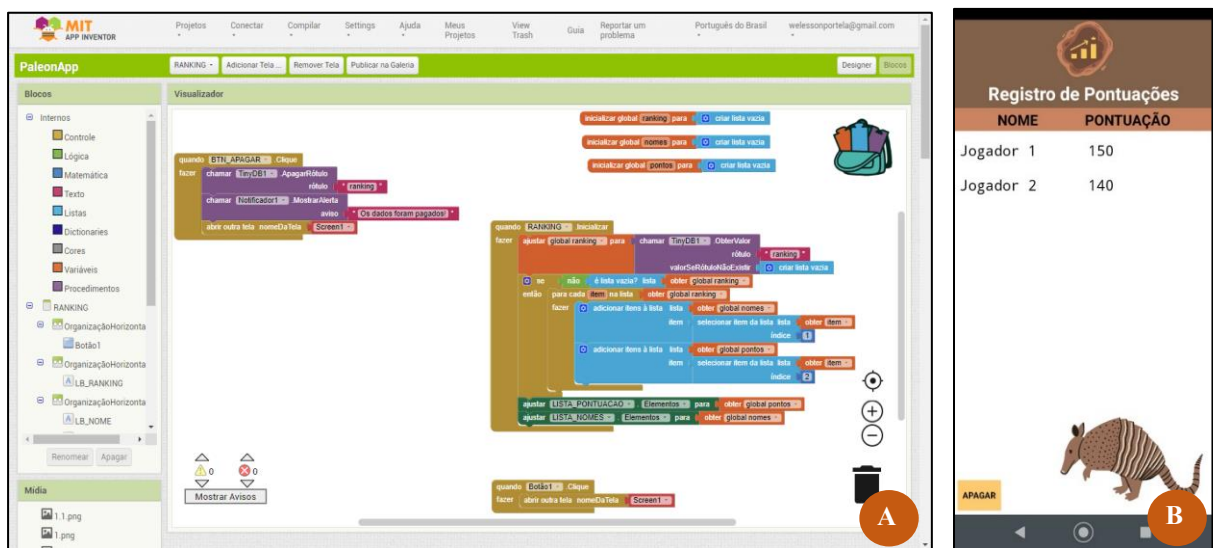 MIT
APP INVENTOR
Projetos
Conectar
Compilar
Settings
Ajuda
Meus
Projetos
View
Trash
Guia
Reportar um
problema
Português do Brasil
welessonportela@gmail.com
PaleonApp
RANKING
Adicionar Tela ...
Remover Tela
Publicar na Galeria
Designer
Blocos
Blocos
Internos
Controle
Lógica
Matemática
Texto
Listas
Dictionaries
Cores
Variáveis
Procedimentos
RANKING
OrganizaçãoHorizonta
Botão1
OrganizaçãoHorizonta
LB_RANKING
OrganizaçãoHorizonta
LB_NOME
Renomear Apagar
Mídia
1.1.png
1.png
Visualizador
inicializar global ranking para criar lista vazia
inicializar global nomes para criar lista vazia
inicializar global pontos para criar lista vazia
quando BTN_APAGAR .Clique
fazer chamar TinyDB1 .ApagarRótulo
rótulo " ranking "
chamar Notificador1 .MostrarAlerta
aviso " Os dados foram pagados! "
abrir outra tela nomeDaTela Screen1
quando RANKING .Inicializar
fazer ajustar global ranking para chamar TinyDB1 .ObterValor
rótulo " ranking "
valorSeRótuloNãoExistir criar lista vazia
se não é lista vazia? lista obter global ranking
então para cada item na lista obter global ranking
fazer adicionar itens à lista lista obter global nomes
item selecionar item da lista lista obter item
índice 1
adicionar itens à lista lista obter global pontos
item selecionar item da lista lista obter item
índice 2
ajustar LISTA_PONTUACAO . Elementos para obter global pontos
ajustar LISTA_NOMES . Elementos para obter global nomes
quando Botão1 .Clique
fazer abrir outra tela nomeDaTela Screen1
0 0
Mostrar Avisos
A
Registro de Pontuações
NOME PONTUAÇÃO
Jogador 1 150
Jogador 2 140
APAGAR
B